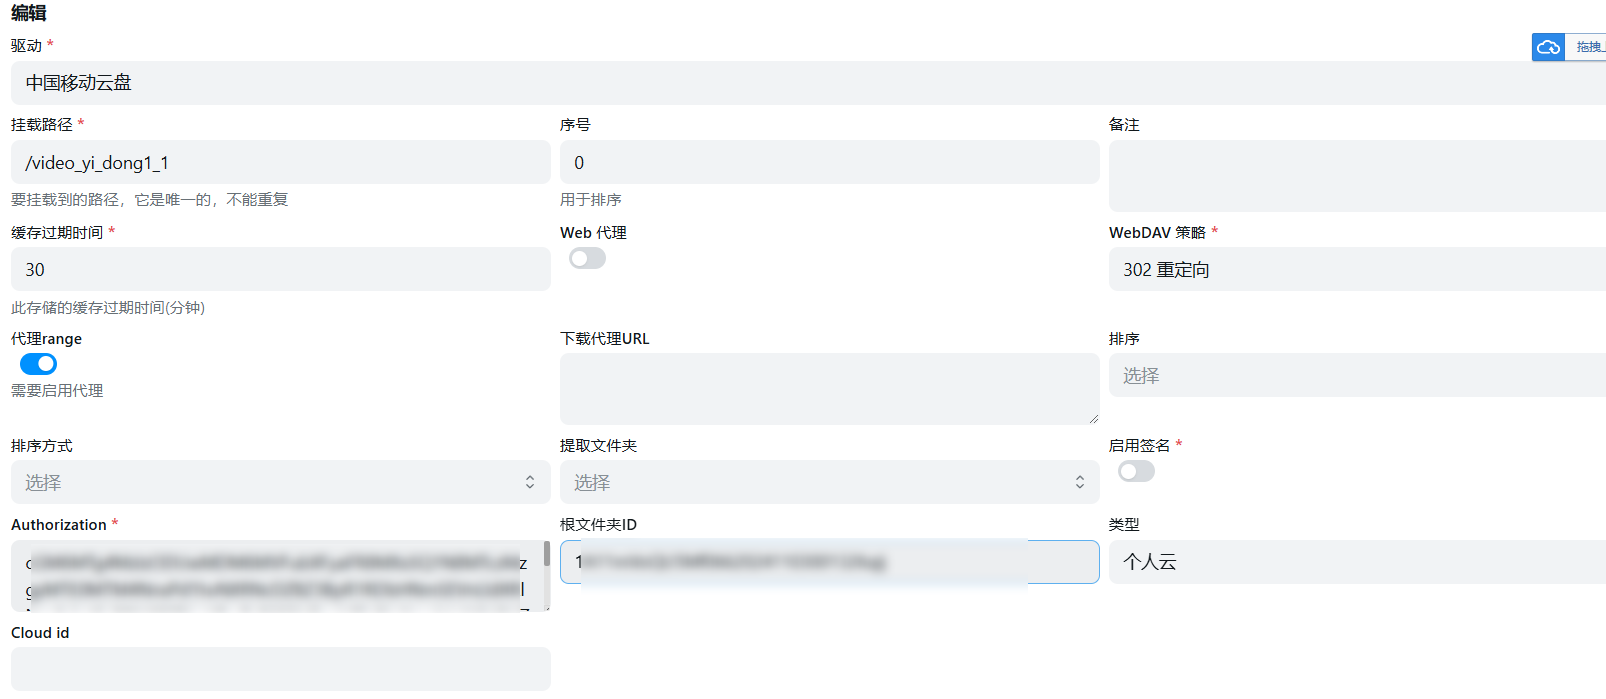 编辑
驱动 *
拖拽
中国移动云盘
挂载路径 *
序号
备注
/video_yi_dong1_1
0
要挂载到的路径，它是唯一的，不能重复
用于排序
缓存过期时间 *
Web 代理
WebDAV 策略 *
30
302 重定向
此存储的缓存过期时间(分钟)
代理range
下载代理URL
排序
选择
需要启用代理
排序方式
提取文件夹
启用签名 *
选择
选择
Authorization *
根文件夹ID
类型
个人云
Cloud id